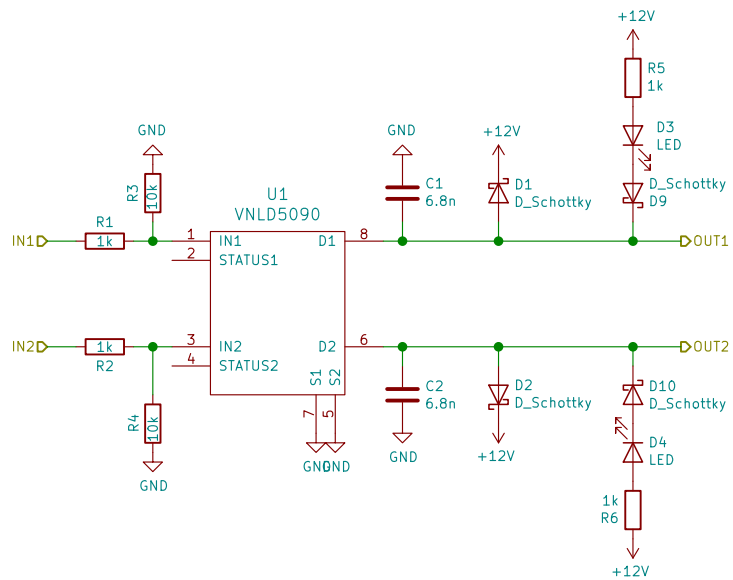 +12V
R5
1k
GND
GND
+12V
D3
LED
R3
10k
U1
VNLD5090
C1
6.8n
D1
D_Schottky
D_Schottky
D9
R1
IN1
1k
1
IN1
D1
8
OUT1
2
STATUS1
IN2
1k
3
IN2
D2
6
OUT2
R2
4
STATUS2
S1
S2
7
5
R4
10k
C2
6.8n
D2
D_Schottky
D10
D_Schottky
D4
LED
GND
GND
GND
+12V
GND
1k
R6
+12V